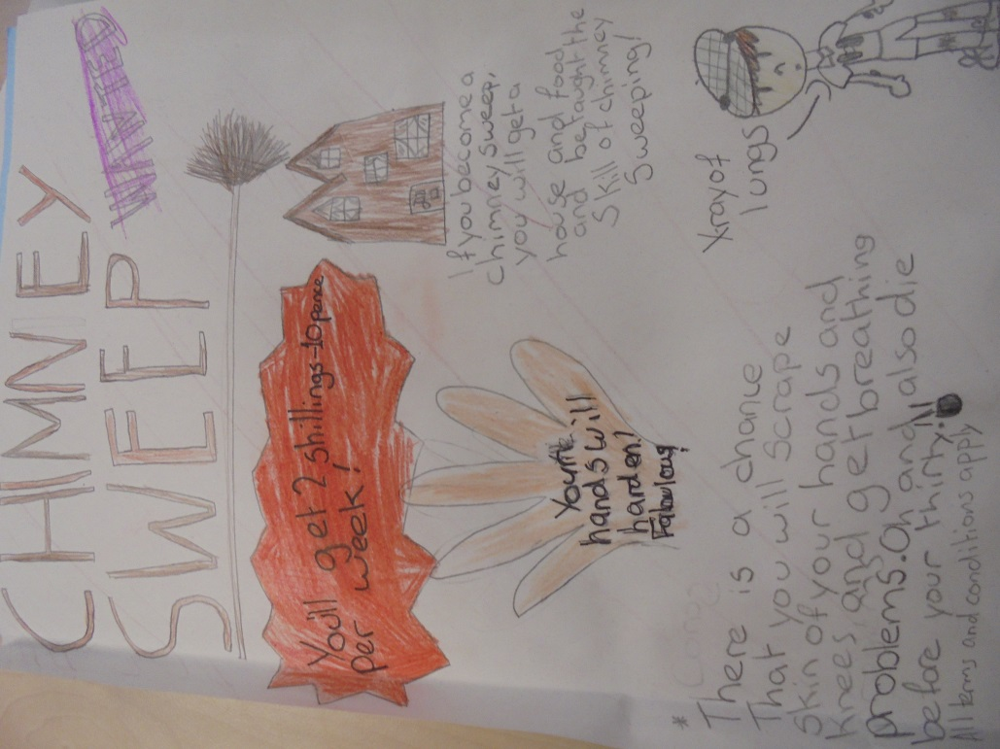 CHIMNEY
SWEEP WANTED
You'll get 2 shillings-10 pence
per week!
If you become a
chimney sweep,
you will get a
house and food
and be taught the
Skill of chimney
Sweeping!
hands will
harden!
Fabulous!
Xray of
lungs
* There is a chance
That you will Scrape
Skin of your hands and
knees, and get breathing
problems. Oh and, also die
before your thirty!!
All terms and conditions apply